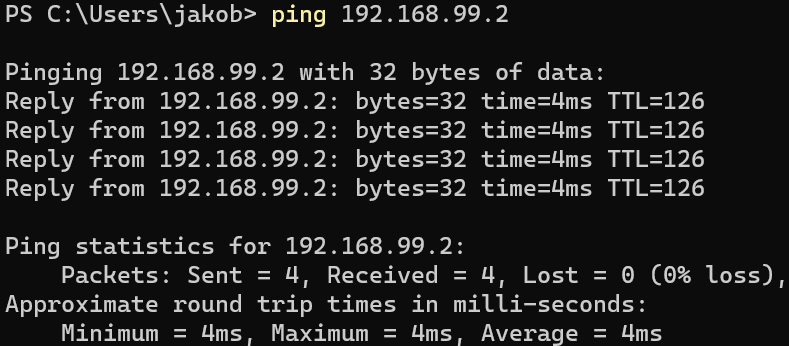 PS C:\Users\jakob> ping 192.168.99.2
Pinging 192.168.99.2 with 32 bytes of data:
Reply from 192.168.99.2: bytes=32 time=4ms TTL=126
Reply from 192.168.99.2: bytes=32 time=4ms TTL=126
Reply from 192.168.99.2: bytes=32 time=4ms TTL=126
Reply from 192.168.99.2: bytes=32 time=4ms TTL=126
Ping statistics for 192.168.99.2:
    Packets: Sent = 4, Received = 4, Lost = 0 (0% loss),
Approximate round trip times in milli-seconds:
    Minimum = 4ms, Maximum = 4ms, Average = 4ms